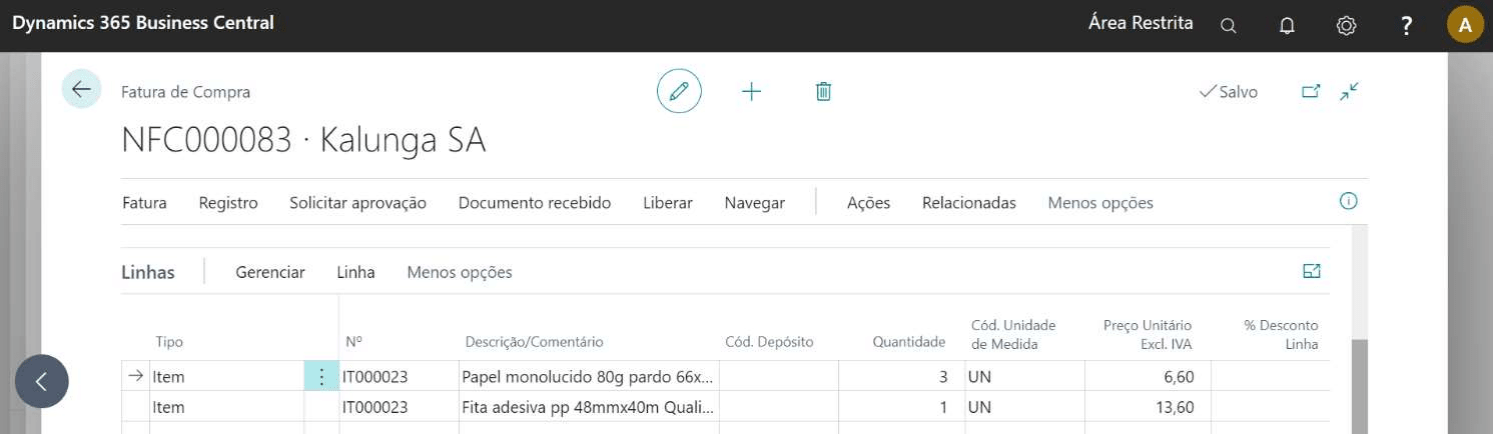 Dynamics 365 Business Central Área Restrita ? A
Fatura de Compra Salvo
NFC000083 · Kalunga SA
Fatura Registro Solicitar aprovação Documento recebido Liberar Navegar Ações Relacionadas Menos opções
Linhas Gerenciar Linha Menos opções
Tipo Nº Descrição/Comentário Cód. Depósito Quantidade Cód. Unidade de Medida Preço Unitário Excl. IVA % Desconto Linha
Item IT000023 Papel monolucido 80g pardo 66x... 3 UN 6,60
Item IT000023 Fita adesiva pp 48mmx40m Quali... 1 UN 13,60